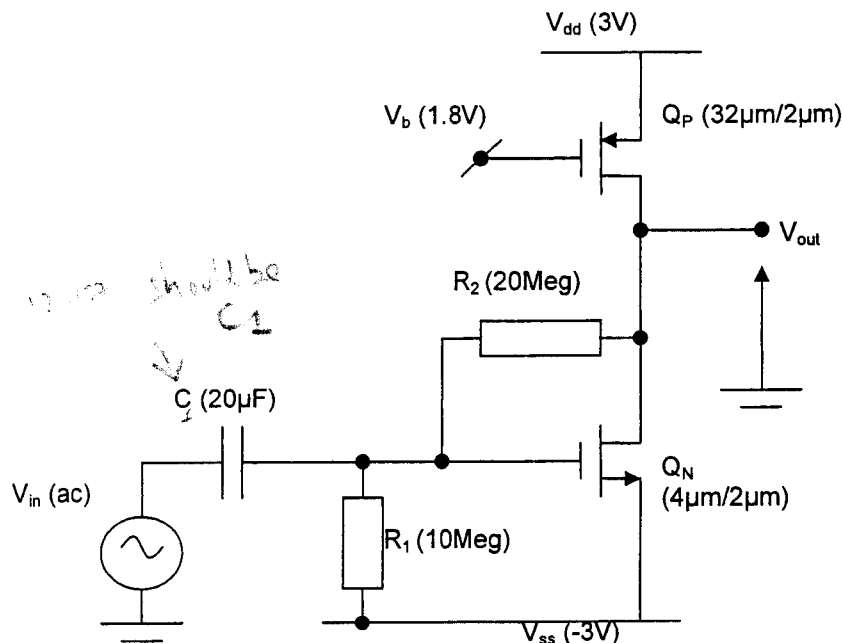 Vdd (3V)
Vb (1.8V)
QP (32µm/2µm)
Vout
R2 (20Meg)
should be
C1
C1 (20µF)
Vin (ac)
QN
(4µm/2µm)
R1 (10Meg)
Vss (-3V)